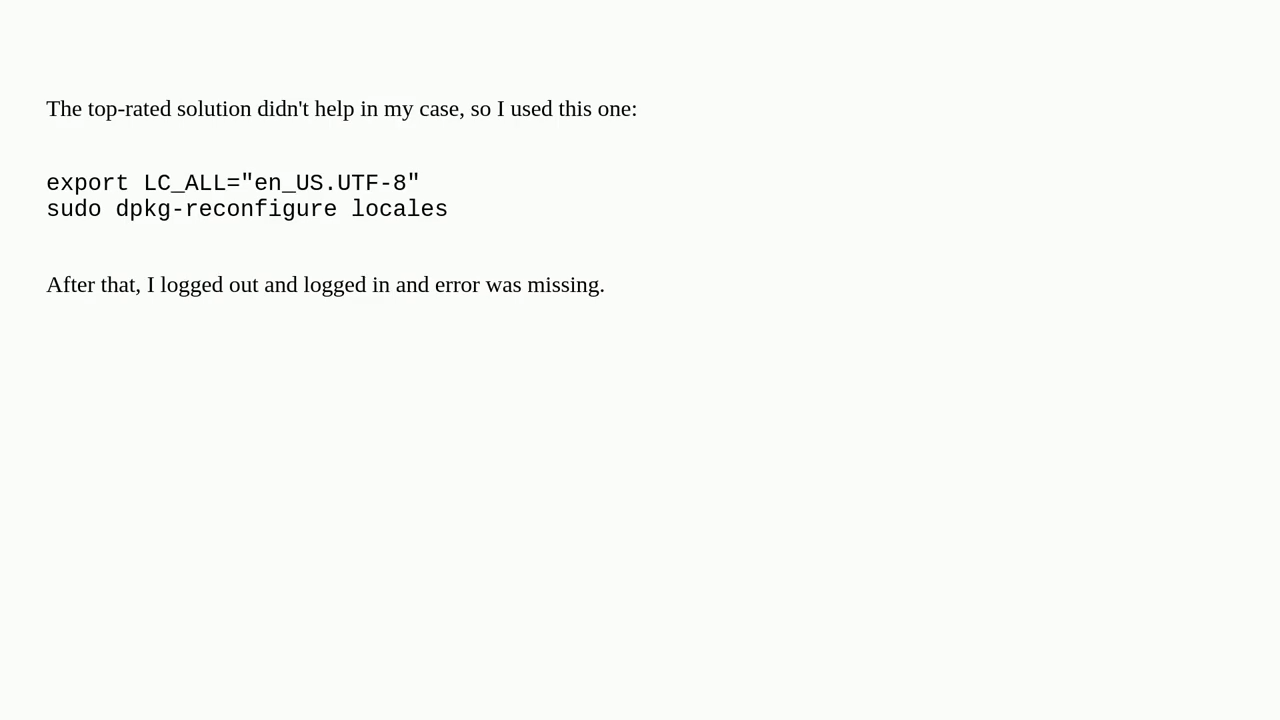 The top-rated solution didn't help in my case, so I used this one:
export LC_ALL="en_US.UTF-8"
sudo dpkg-reconfigure locales
After that, I logged out and logged in and error was missing.